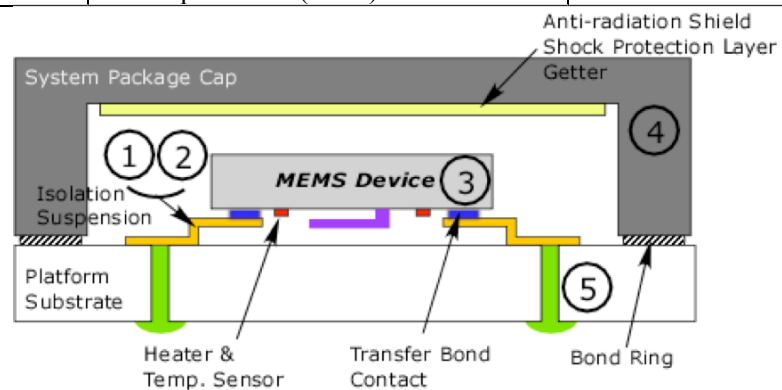 Anti-radiation Shield
Shock Protection Layer
Getter
System Package Cap
1 2
4
MEMS Device 3
Isolation
Suspension
Platform
Substrate
5
Heater &
Temp. Sensor
Transfer Bond
Contact
Bond Ring